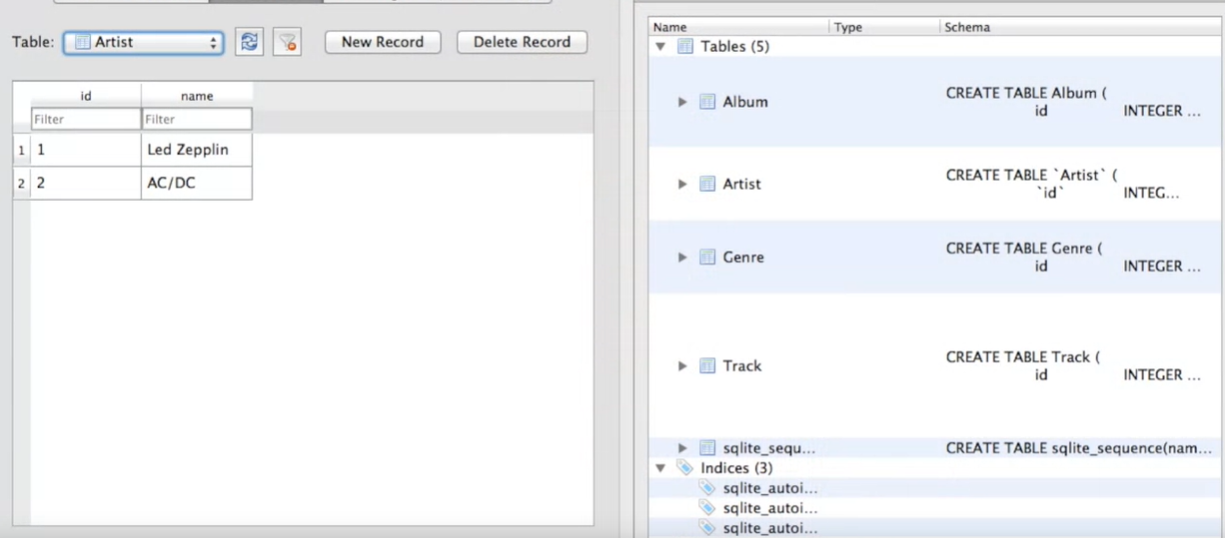 Table: Artist New Record Delete Record
id name
Filter Filter
1 1 Led Zepplin
2 2 AC/DC
Name Type Schema
Tables (5)
Album CREATE TABLE Album (
id INTEGER ...
Artist CREATE TABLE `Artist` (
`id` INTEG...
Genre CREATE TABLE Genre (
id INTEGER ...
Track CREATE TABLE Track (
id INTEGER ...
sqlite_sequ... CREATE TABLE sqlite_sequence(nam...
Indices (3)
sqlite_autoi...
sqlite_autoi...
sqlite_autoi...